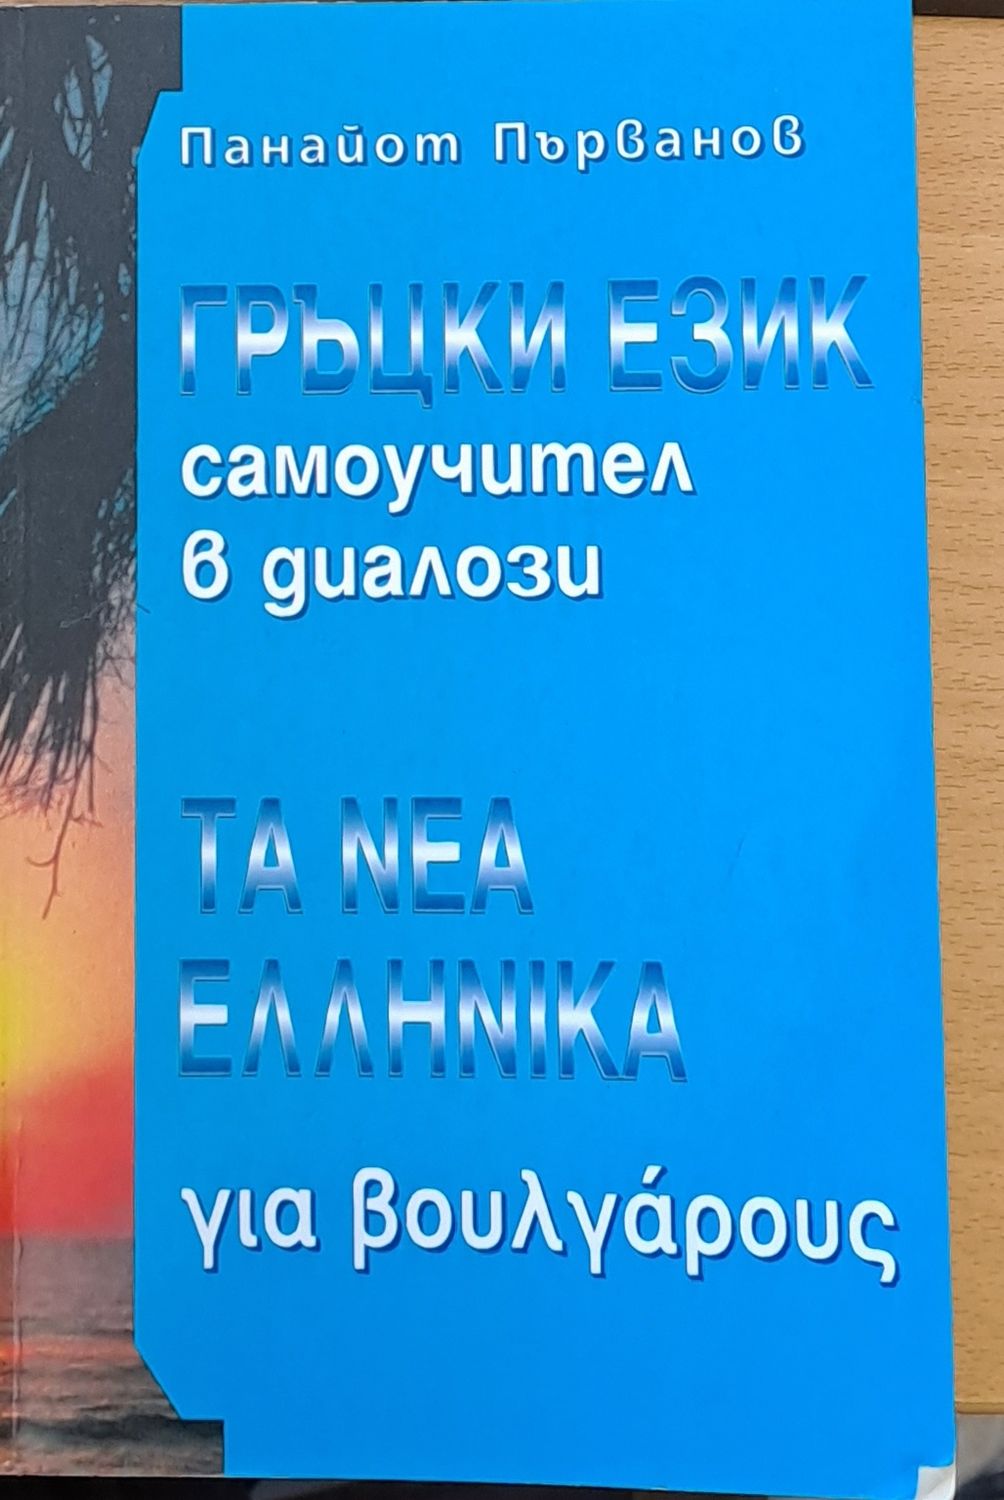 Панайот Първанов
ГРЪЦКИ ЕЗИК
самоучител
в диалози
ΤΑ ΝΕΑ
ΕΛΛΗΝΙΚΑ
για βουλγάρους